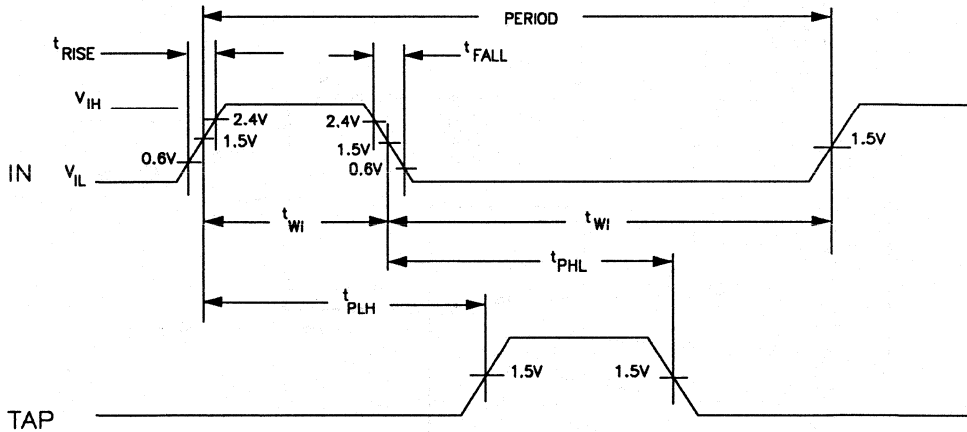 PERIOD
tRISE
tFALL
VIH
2.4V
2.4V
1.5V
1.5V
1.5V
0.6V
0.6V
IN
VIL
tWI
tWI
tPHL
tPLH
1.5V
1.5V
TAP